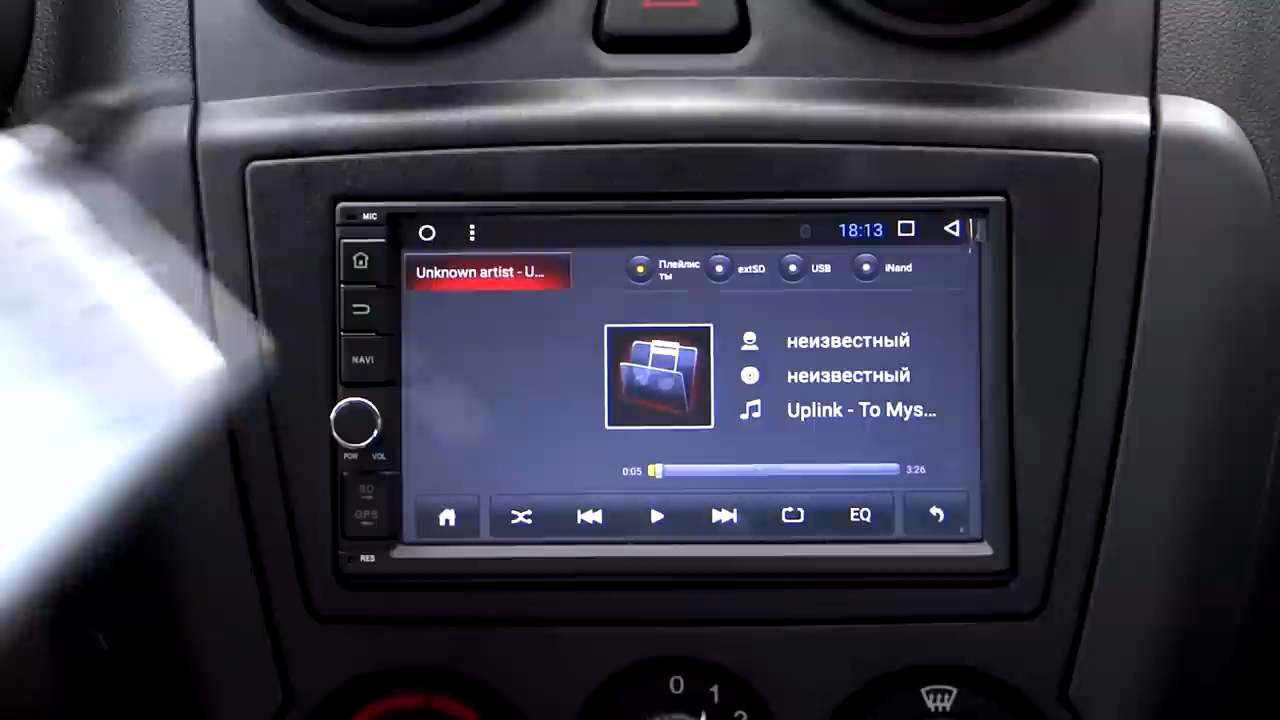 MIC
18:13
Unknown artist - U...
Плейлис
ты
extSD
USB
iNand
NAVI
неизвестный
неизвестный
Uplink - To Mys...
POW VOL
0:05
3:26
SD
GPS
EQ
RES
0
1
2